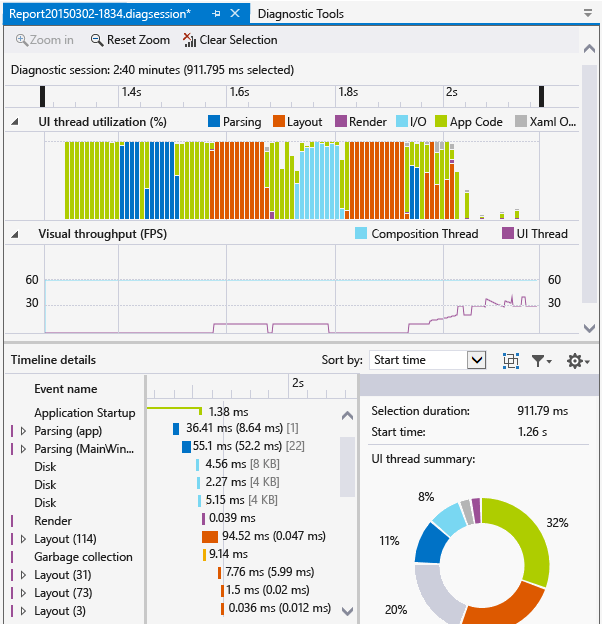 Report20150302-1834.diagsession* Diagnostic Tools
Zoom in Reset Zoom Clear Selection
Diagnostic session: 2:40 minutes (911.795 ms selected)
1.4s 1.6s 1.8s 2s
UI thread utilization (%) Parsing Layout Render I/O App Code Xaml O...
Visual throughput (FPS) Composition Thread UI Thread
60 60
30 30
Timeline details Sort by: Start time
Event name 2s
Application Startup 1.38 ms
Parsing (app) 36.41 ms (8.64 ms) [1]
Parsing (MainWin... 55.1 ms (52.2 ms) [22]
Disk 4.56 ms [8 KB]
Disk 2.27 ms [4 KB]
Disk 5.15 ms [4 KB]
Render 0.039 ms
Layout (114) 94.52 ms (0.047 ms)
Garbage collection 9.14 ms
Layout (31) 7.76 ms (5.99 ms)
Layout (73) 1.5 ms (0.02 ms)
Layout (3) 0.036 ms (0.012 ms)
Selection duration: 911.79 ms
Start time: 1.26 s
UI thread summary:
8%
32%
11%
20%